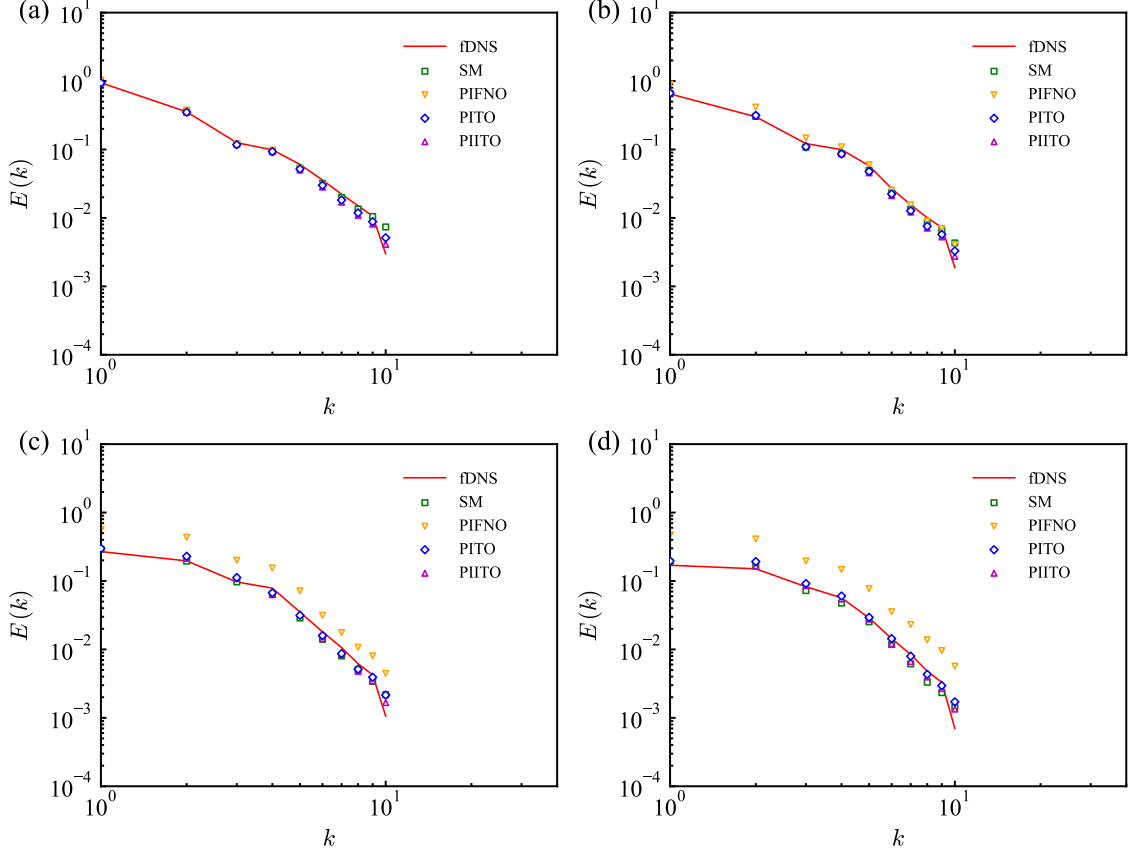 (a)
10^1
10^0
10^-1
10^-2
10^-3
10^-4
E(k)
10^0
10^1
k
fDNS
SM
PIFNO
PITO
PIITO
(b)
10^1
10^0
10^-1
10^-2
10^-3
10^-4
E(k)
10^0
10^1
k
fDNS
SM
PIFNO
PITO
PIITO
(c)
10^1
10^0
10^-1
10^-2
10^-3
10^-4
E(k)
10^0
10^1
k
fDNS
SM
PIFNO
PITO
PIITO
(d)
10^1
10^0
10^-1
10^-2
10^-3
10^-4
E(k)
10^0
10^1
k
fDNS
SM
PIFNO
PITO
PIITO